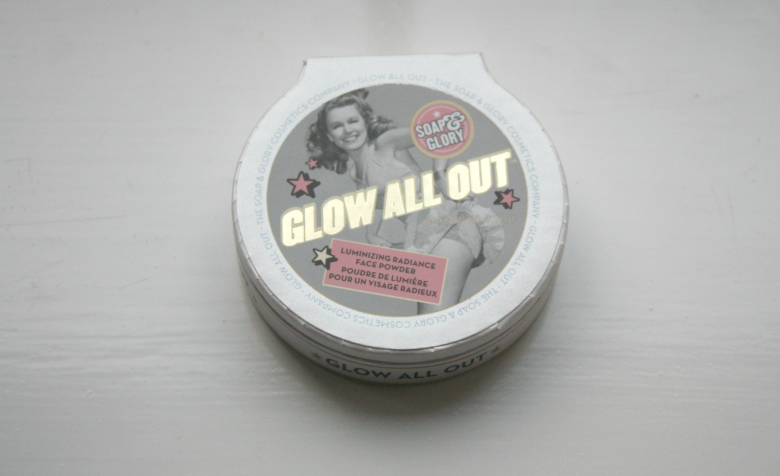 THE SOAP & GLORY COSMETICS COMPANY · GLOW ALL OUT · THE SOAP & GLORY COSMETICS COMPANY · GLOW ALL OUT · THE SOAP & GLORY COSMETICS COMPANY · GLOW ALL OUT ·
SOAP &
GLORY
GLOW ALL OUT
LUMINIZING RADIANCE
FACE POWDER
POUDRE DE LUMIÈRE
POUR UN VISAGE RADIEUX
★ GLOW ALL OUT ★